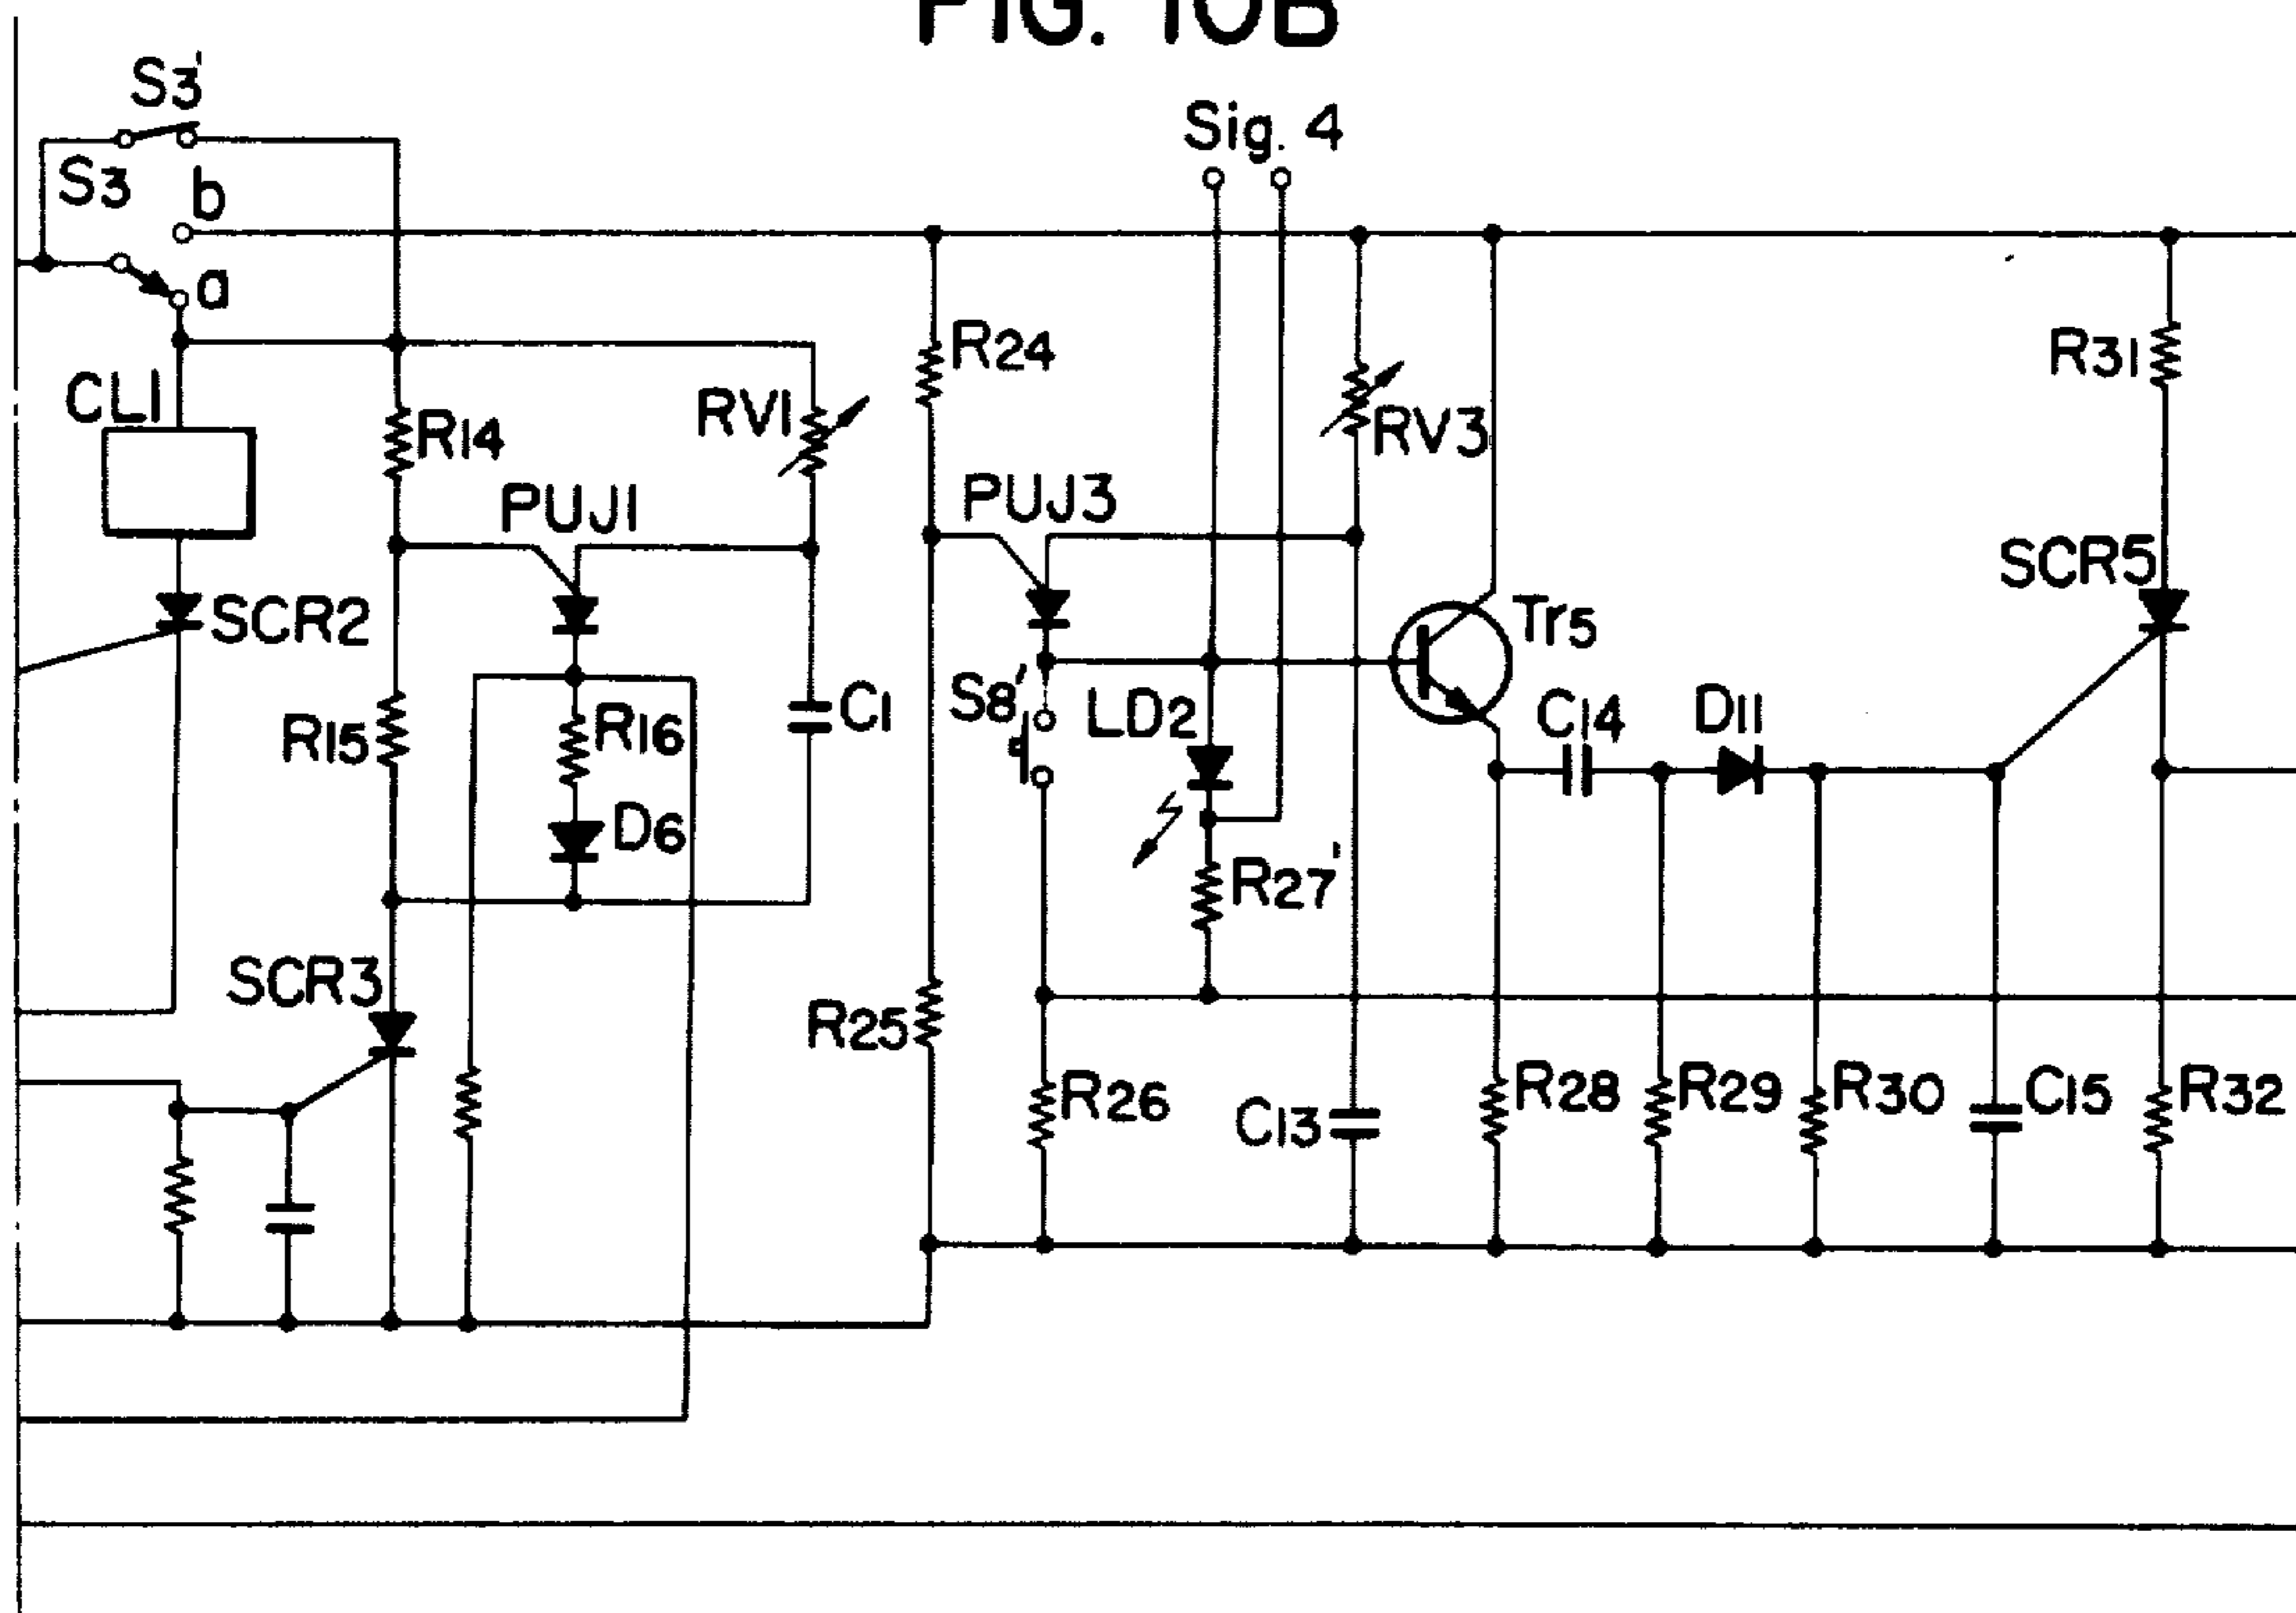 FIG. 10B
S3'
Sig. 4
S3
b
a
R24
R31
CL1
RV1
RV3
R14
PUJ1
PUJ3
SCR5
SCR2
Tr5
S8'
LD2
C14
D11
R15
R16
C1
D6
R27'
SCR3
R25
R26
C13
R28
R29
R30
C15
R32